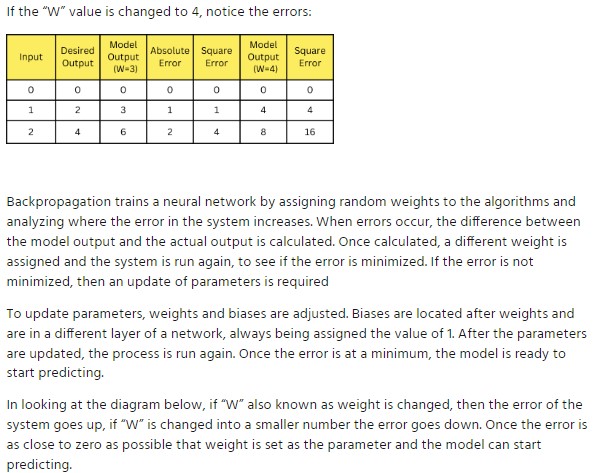 If the “W” value is changed to 4, notice the errors:
Input Desired Output Model Output (W=3) Absolute Error Square Error Model Output (W=4) Square Error
0 0 0 0 0 0 0
1 2 3 1 1 4 4
2 4 6 2 4 8 16
Backpropagation trains a neural network by assigning random weights to the algorithms and
analyzing where the error in the system increases. When errors occur, the difference between
the model output and the actual output is calculated. Once calculated, a different weight is
assigned and the system is run again, to see if the error is minimized. If the error is not
minimized, then an update of parameters is required
To update parameters, weights and biases are adjusted. Biases are located after weights and
are in a different layer of a network, always being assigned the value of 1. After the parameters
are updated, the process is run again. Once the error is at a minimum, the model is ready to
start predicting.
In looking at the diagram below, if “W” also known as weight is changed, then the error of the
system goes up, if “W” is changed into a smaller number the error goes down. Once the error is
as close to zero as possible that weight is set as the parameter and the model can start
predicting.